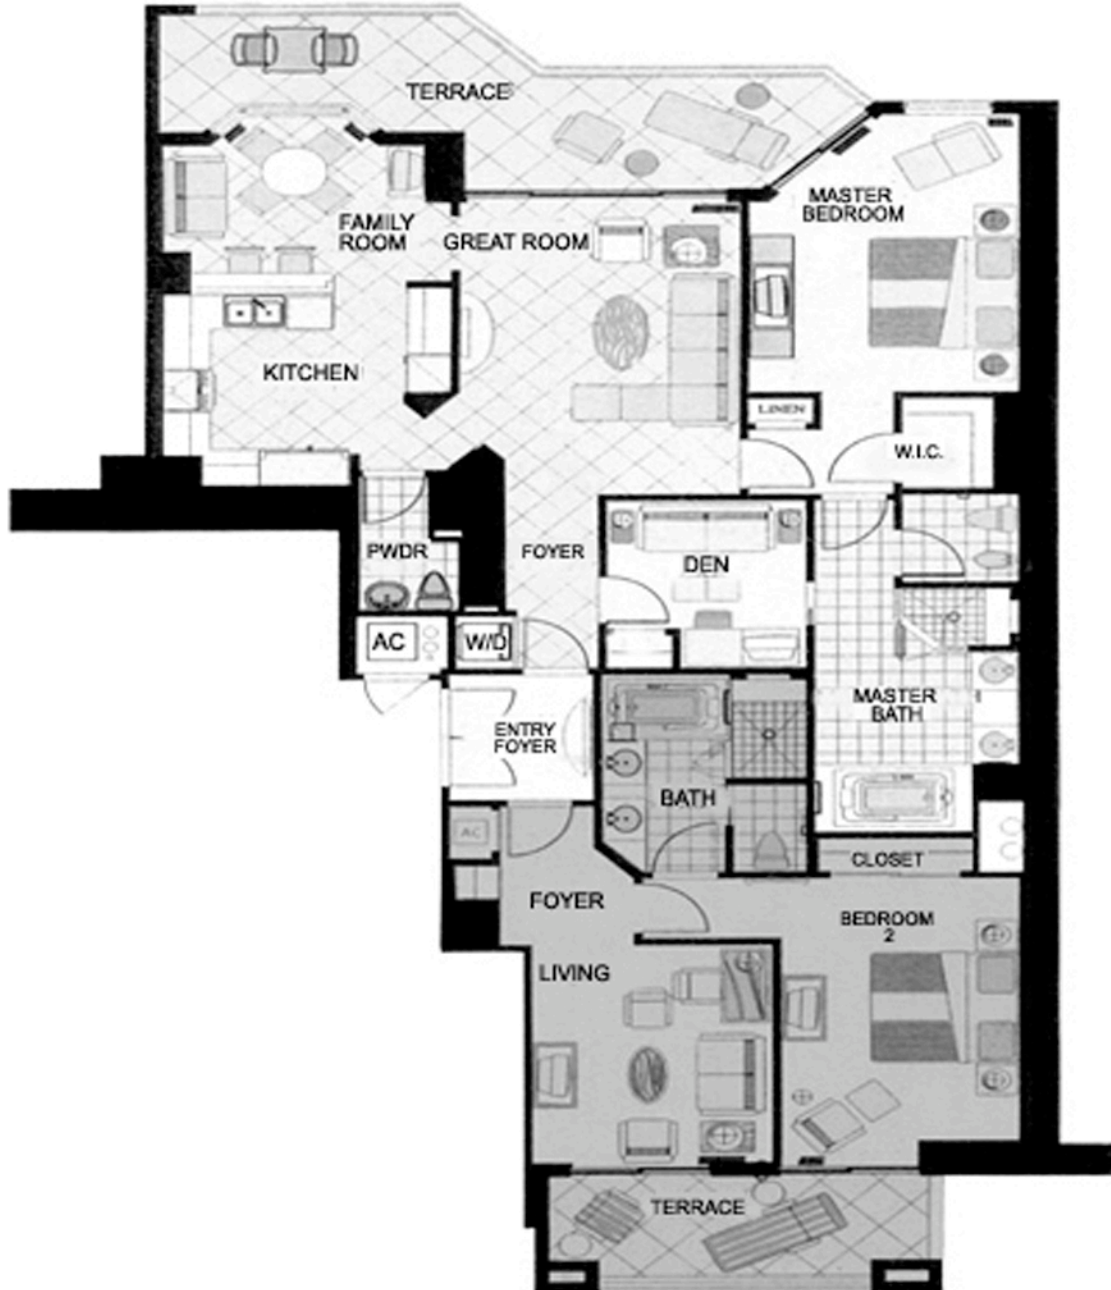 TERRACE
MASTER
BEDROOM
FAMILY
ROOM
GREAT ROOM
KITCHEN
LINEN
W.I.C.
PWDR
FOYER
DEN
AC
W/D
MASTER
BATH
ENTRY
FOYER
BATH
AC
CLOSET
FOYER
BEDROOM
2
LIVING
TERRACE